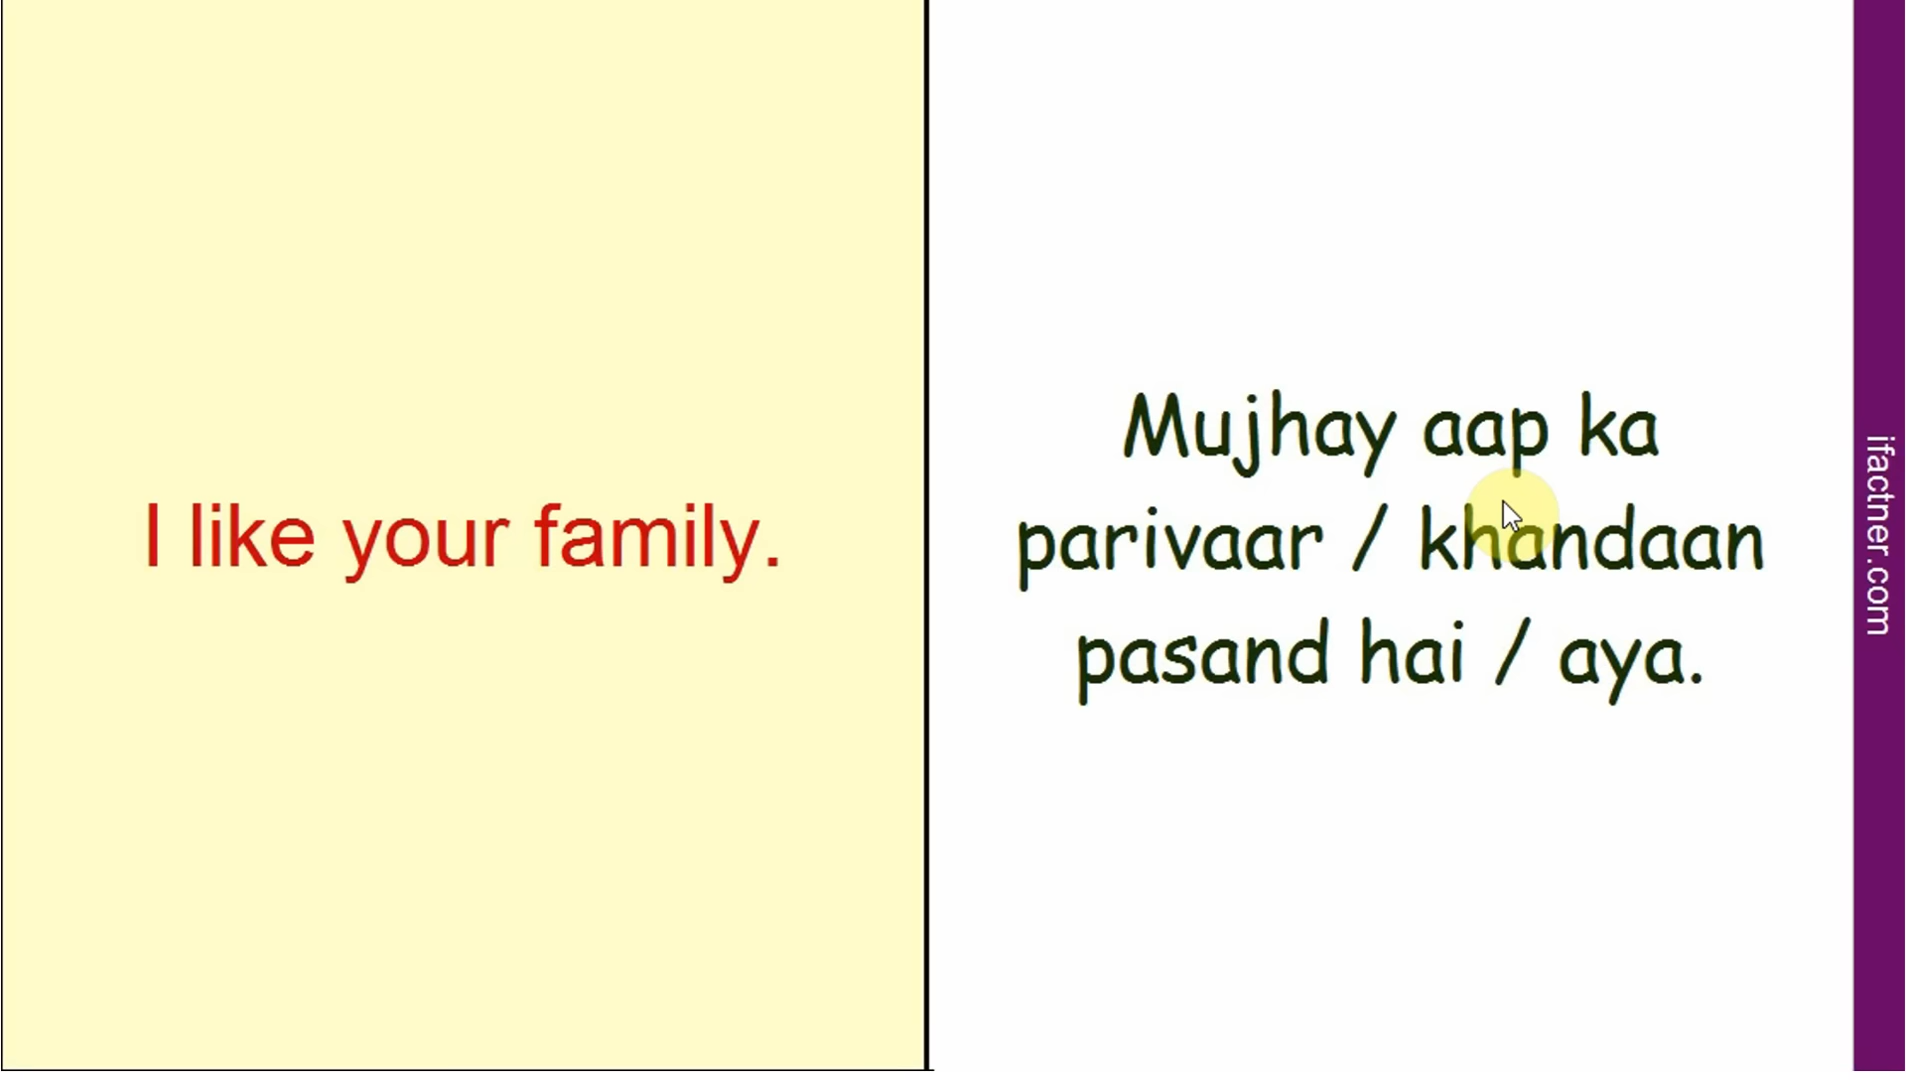 I like your family.
Mujhay aap ka
parivaar / khandaan
pasand hai / aya.
ifactner.com